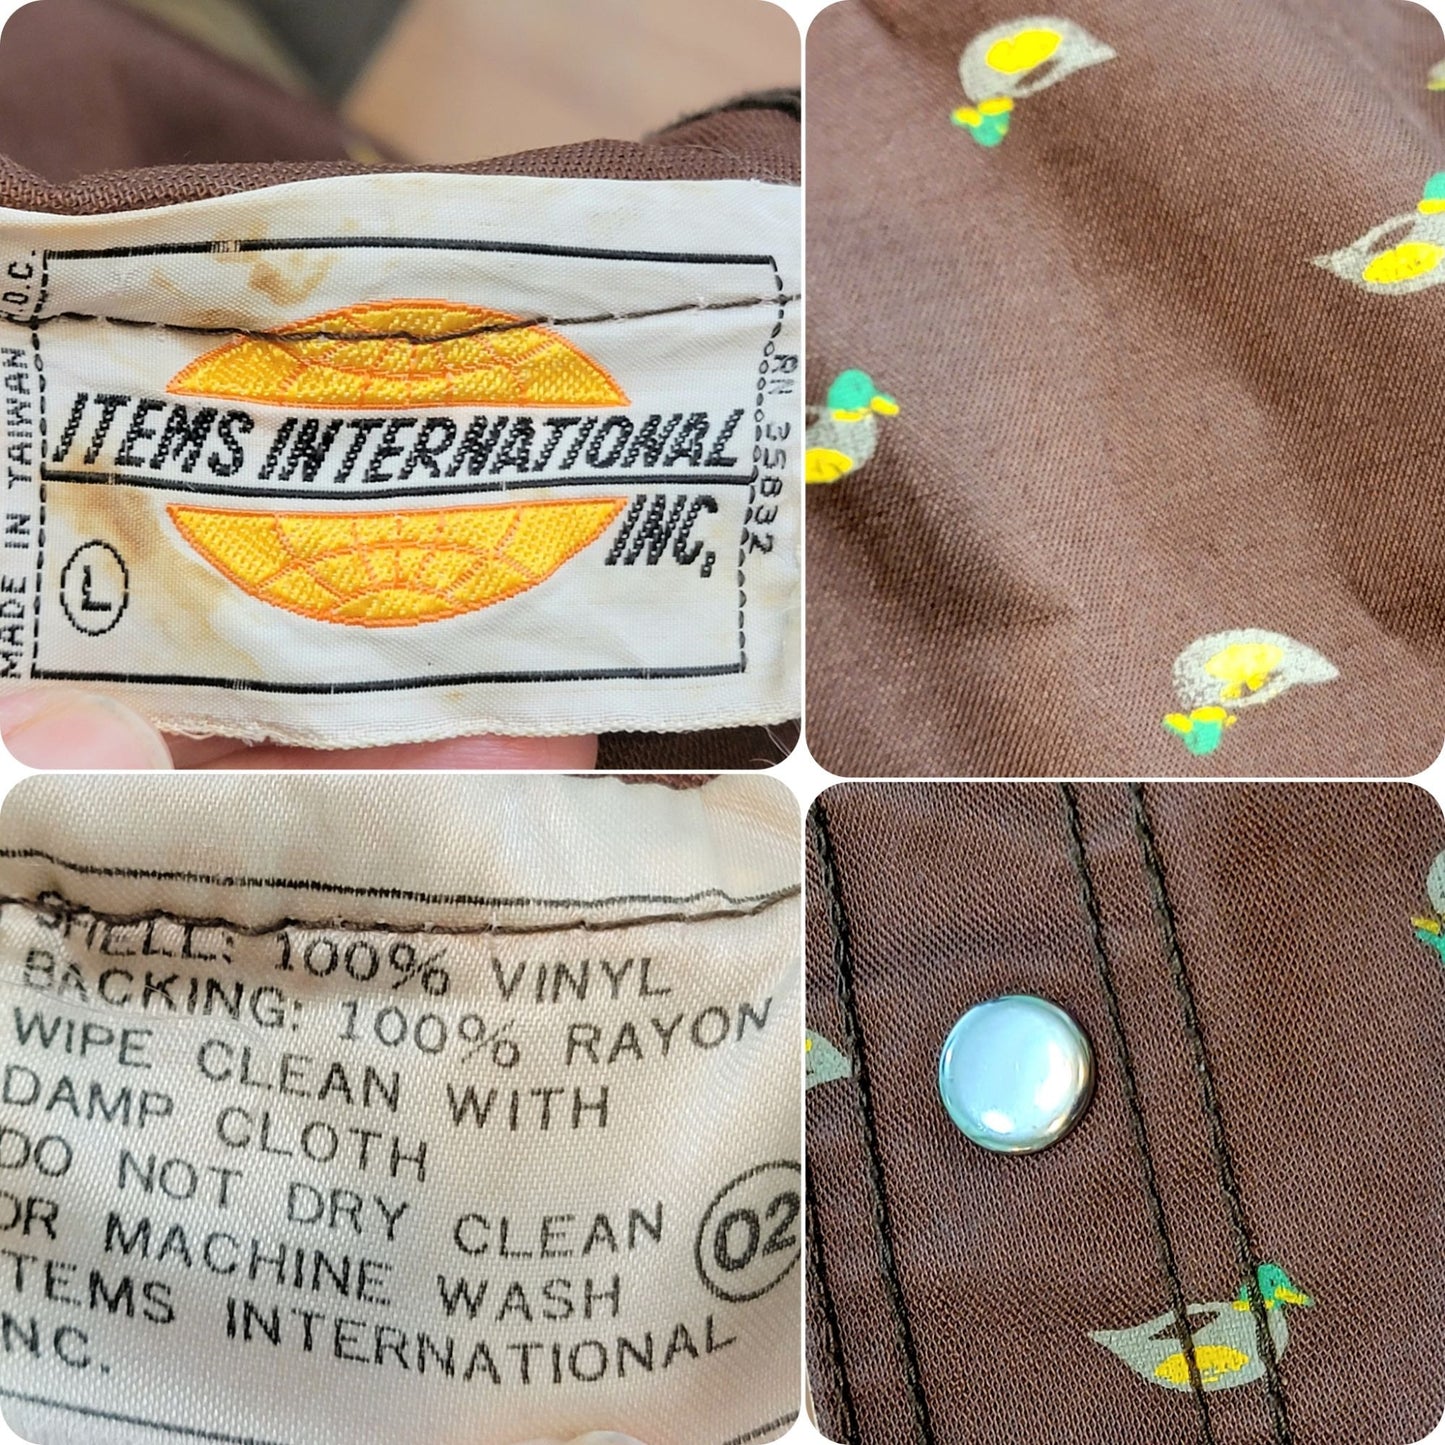 MADE IN TAIWAN R.O.C.
ITEMS INTERNATIONAL
INC,
L
RN 35832
SHELL: 100% VINYL
BACKING: 100% RAYON
WIPE CLEAN WITH
DAMP CLOTH
DO NOT DRY CLEAN
OR MACHINE WASH
TEMS INTERNATIONAL
NC.
02